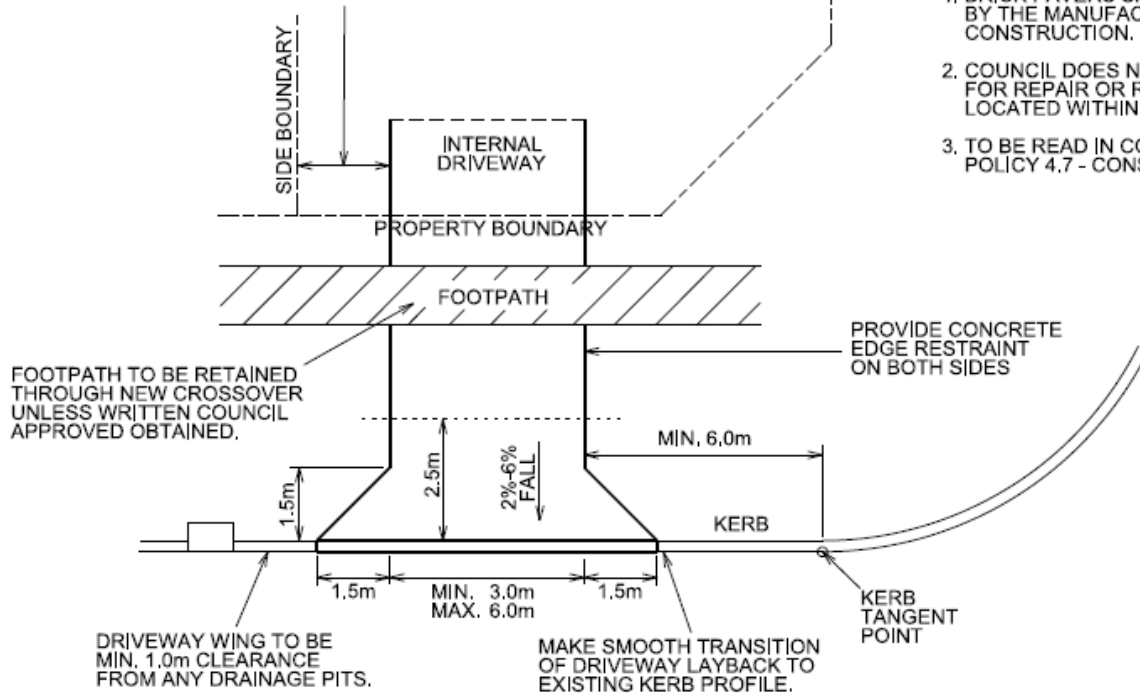 BY THE MANUFAC
CONSTRUCTION.
2. COUNCIL DOES N
FOR REPAIR OR R
LOCATED WITHIN
3. TO BE READ IN CO
POLICY 4.7 - CONS
SIDE BOUNDARY
INTERNAL
DRIVEWAY
PROPERTY BOUNDARY
FOOTPATH
FOOTPATH TO BE RETAINED
THROUGH NEW CROSSOVER
UNLESS WRITTEN COUNCIL
APPROVED OBTAINED.
PROVIDE CONCRETE
EDGE RESTRAINT
ON BOTH SIDES
MIN. 6.0m
1.5m
2.5m
2%-6%
FALL
KERB
1.5m
MIN. 3.0m
MAX. 6.0m
1.5m
KERB
TANGENT
POINT
DRIVEWAY WING TO BE
MIN. 1.0m CLEARANCE
FROM ANY DRAINAGE PITS.
MAKE SMOOTH TRANSITION
OF DRIVEWAY LAYBACK TO
EXISTING KERB PROFILE.